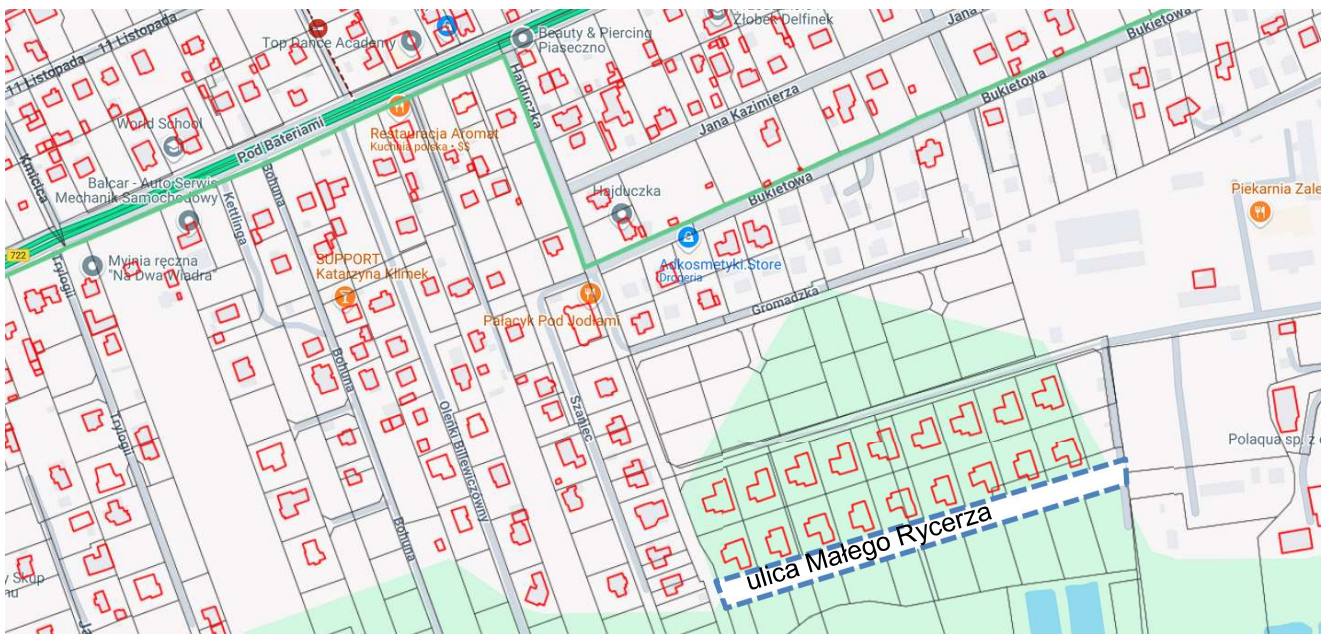 11 Listopada
11 Listopada
Top Dance Academy
Beauty & Piercing
Piaseczno
Żłobek Delfinek
Jana
Bukietowa
Bukietowa
Hajduczka
World School
Pod Bateriami
Restauracja Aromat
Kuchnia polska • $$
Jana Kazimierza
Kmicica
Bohuna
Balcar - Auto Serwis
Mechanik Samochodowy
Kettlinga
Hajduczka
Bukietowa
Piekarnia Zale
722
Trylogii
Myjnia ręczna
"Na Dwa Wiadra"
SUPPORT
Katarzyna Klimek
Adkosmetyki.Store
Drogeria
Gromadzka
Pałacyk Pod Jodłami
Bohuna
Oleńki Billewiczówny
Szaniec
Trylogii
Polaqua sp. z
Bohuna
ulica Małego Rycerza
y Skup
nu